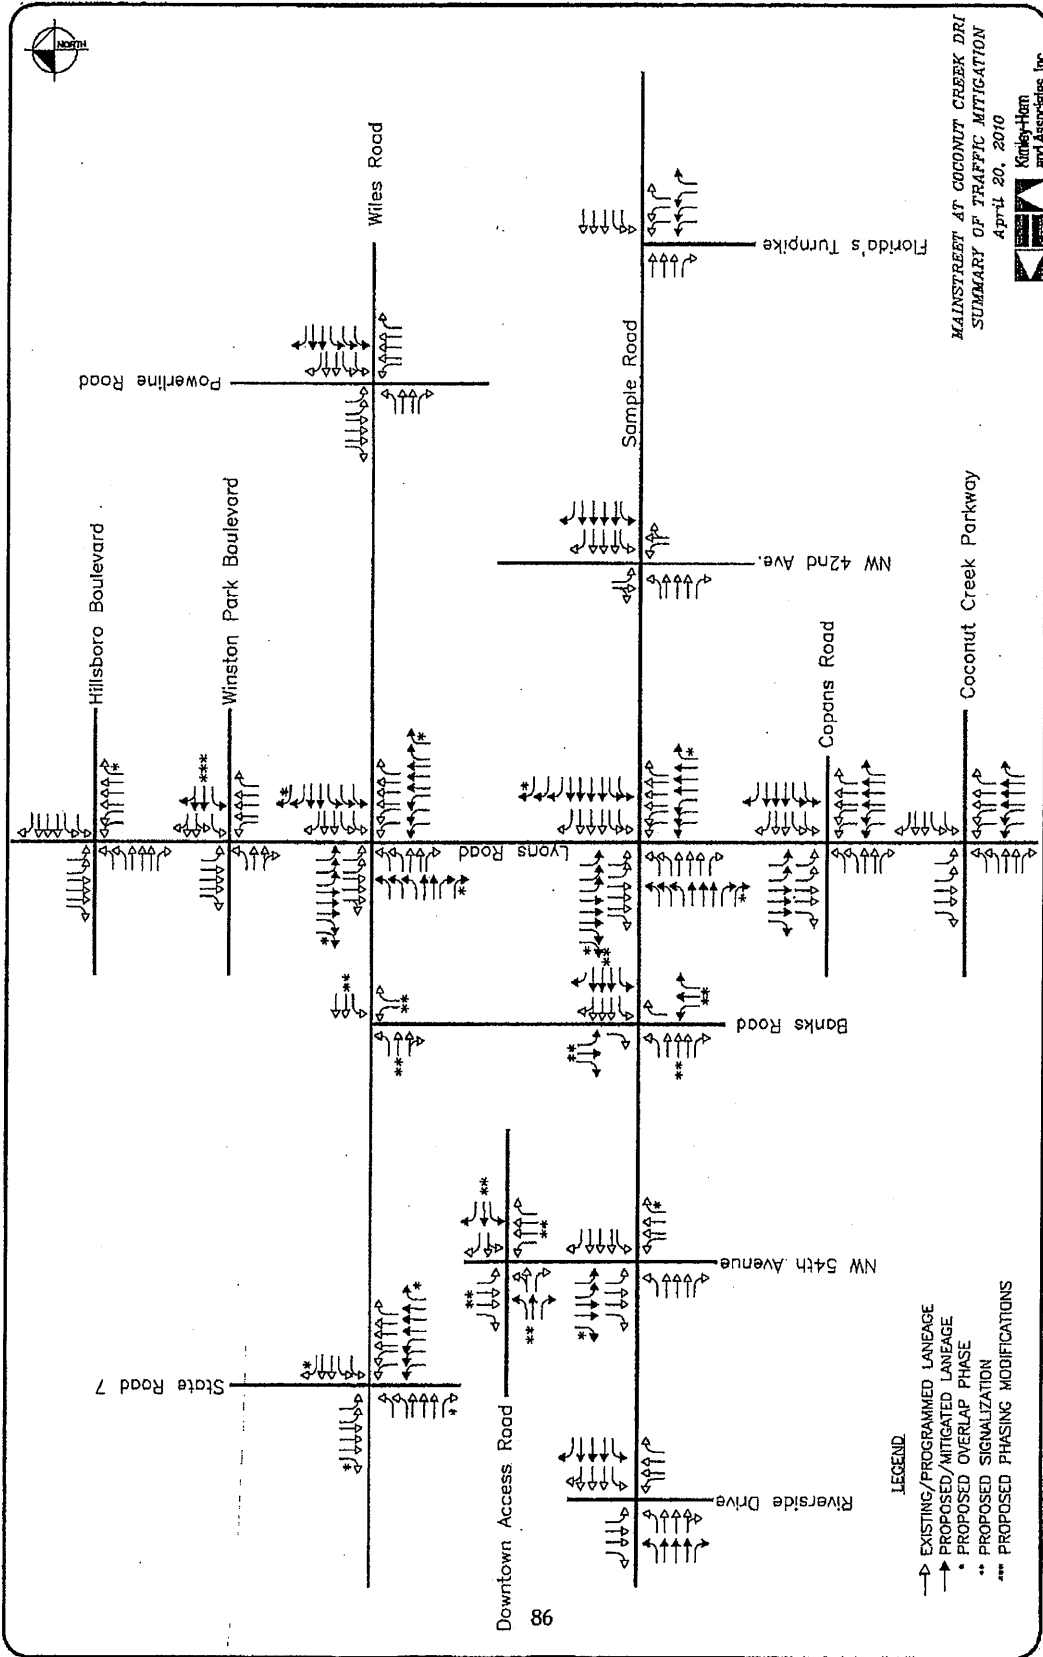 NORTH
MAINSTREET AT COCONUT CREEK DRI
SUMMARY OF TRAFFIC MITIGATION
April 20, 2010
Kimley-Horn
and Associates, Inc.
Hillsboro Boulevard
Winston Park Boulevard
Wiles Road
Sample Road
Copans Road
Coconut Creek Parkway
Downtown Access Road
Powerline Road
Florida's Turnpike
NW 42nd Ave.
Lyons Road
Banks Road
NW 54th Avenue
State Road 7
Riverside Drive
*
***
*
*
*
*
*
*
*
*
**
**
**
**
**
**
**
**
**
**
**
*
*
*
*
*
*
LEGEND
EXISTING/PROGRAMMED LANEAGE
PROPOSED/MITIGATED LANEAGE
* PROPOSED OVERLAP PHASE
** PROPOSED SIGNALIZATION
*** PROPOSED PHASING MODIFICATIONS
86